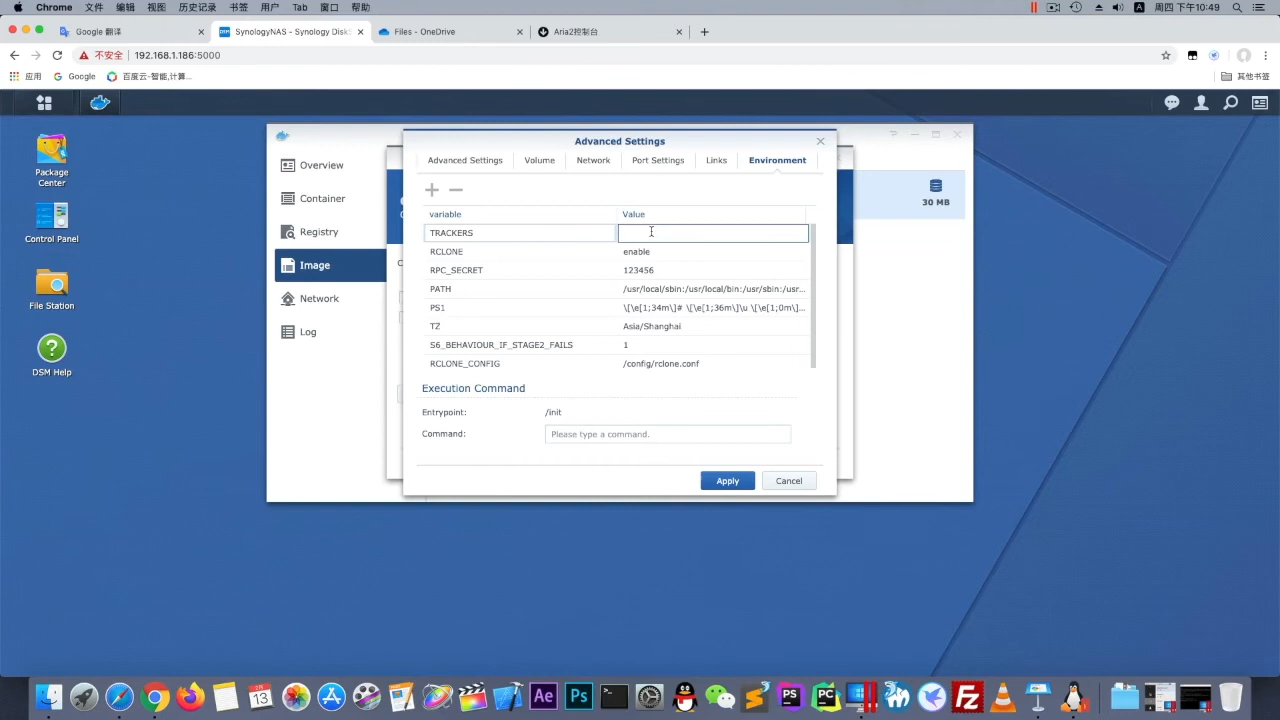 Chrome 文件 编辑 视图 历史记录 书签 用户 Tab 窗口 帮助 周四 下午10:49
Google 翻译 SynologyNAS - Synology Disk Files - OneDrive Aria2控制台
不安全 192.168.1.186:5000
应用 Google 百度云-智能,计算... 其他书签
Package Center
Control Panel
File Station
DSM Help
Overview
Container
Registry
Image
Network
Log
30 MB
Advanced Settings
Advanced Settings Volume Network Port Settings Links Environment
variable Value
TRACKERS
RCLONE enable
RPC_SECRET 123456
PATH /usr/local/sbin:/usr/local/bin:/usr/sbin:/usr...
PS1 \[\e[1;34m\]# \[\e[1;36m\]\u \[\e[1;0m\]...
TZ Asia/Shanghai
S6_BEHAVIOUR_IF_STAGE2_FAILS 1
RCLONE_CONFIG /config/rclone.conf
Execution Command
Entrypoint: /init
Command: Please type a command.
Apply Cancel